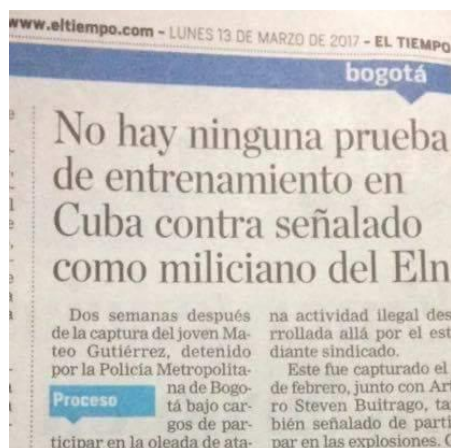 www.eltiempo.com - LUNES 13 DE MARZO DE 2017 - EL TIEMPO
bogotá
No hay ninguna prueba
de entrenamiento en
Cuba contra señalado
como miliciano del Eln
Dos semanas después
de la captura del joven Ma-
teo Gutiérrez, detenido
por la Policía Metropolita-
na de Bogo-
tá bajo car-
gos de par-
ticipar en la oleada de ata-
Proceso
na actividad ilegal des
rrollada allá por el est
diante sindicado.
Este fue capturado el
de febrero, junto con Ar
ro Steven Buitrago, ta
bién señalado de parti
par en las explosiones.